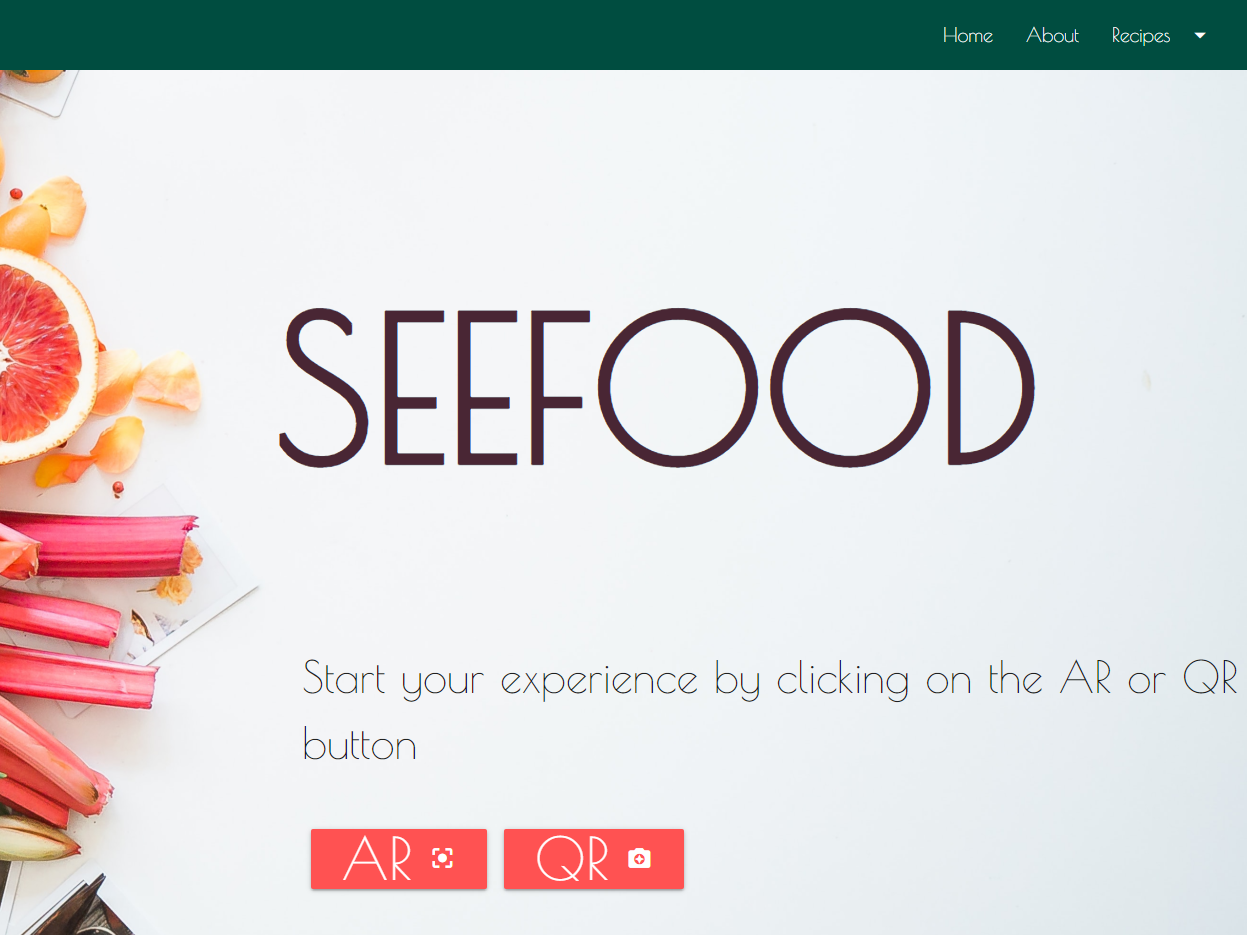 Home About Recipes
SEEFOOD
Start your experience by clicking on the AR or QR
button
AR QR